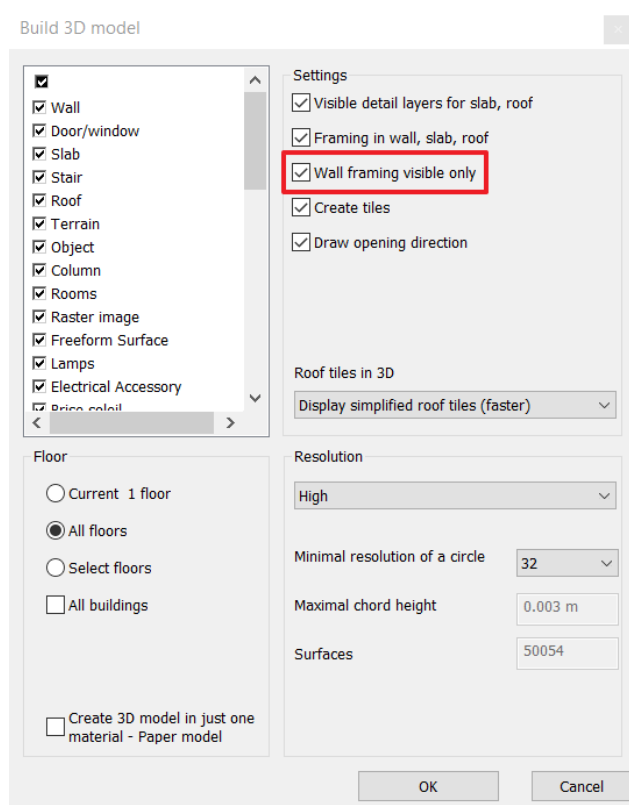 Build 3D model
Wall
Door/window
Slab
Stair
Roof
Terrain
Object
Column
Rooms
Raster image
Freeform Surface
Lamps
Electrical Accessory
Brise soleil
Settings
Visible detail layers for slab, roof
Framing in wall, slab, roof
Wall framing visible only
Create tiles
Draw opening direction
Roof tiles in 3D
Display simplified roof tiles (faster)
Floor
Current 1 floor
All floors
Select floors
All buildings
Create 3D model in just one
material - Paper model
Resolution
High
Minimal resolution of a circle
32
Maximal chord height
0.003 m
Surfaces
50054
OK
Cancel